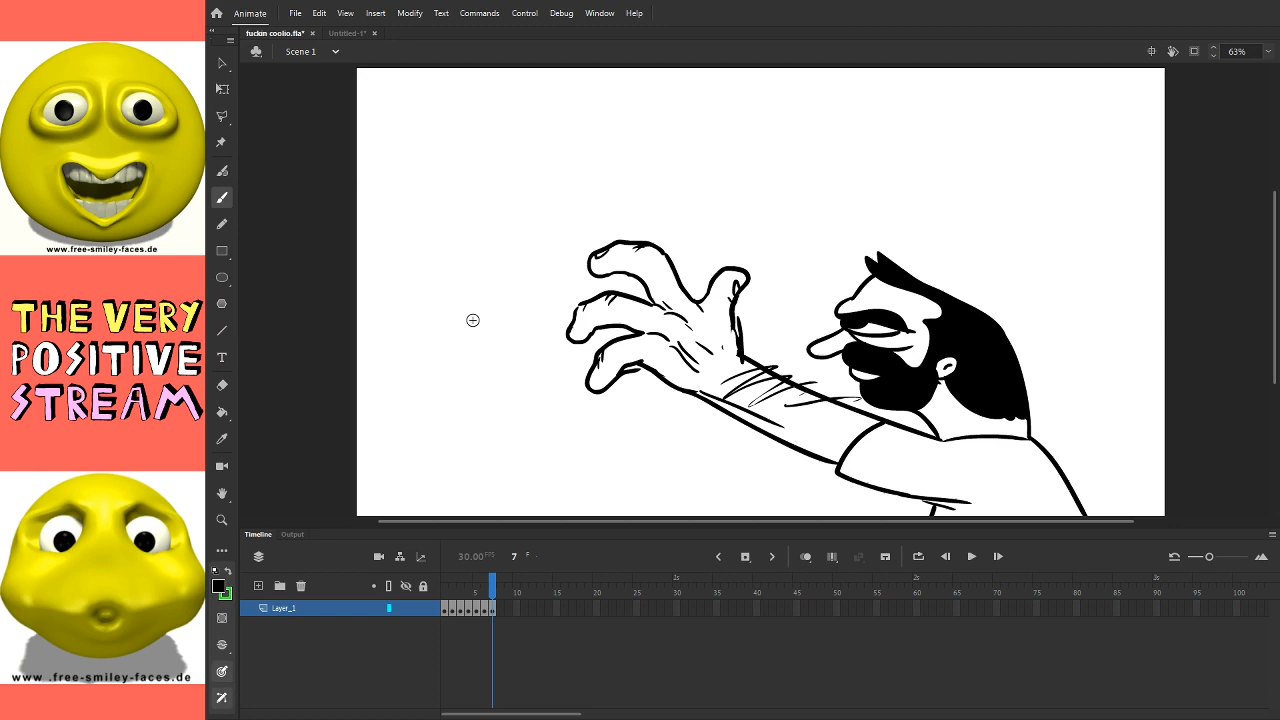 Animate File Edit View Insert Modify Text Commands Control Debug Window Help
fuckin coolio.fla* × Untitled-1* ×
Scene 1 63%
www.free-smiley-faces.de
THE VERY
POSITIVE
STREAM
www.free-smiley-faces.de
Timeline Output
30.00 FPS 7 F
1s 2s 3s
5 10 15 20 25 30 35 40 45 50 55 60 65 70 75 80 85 90 95 100
Layer_1